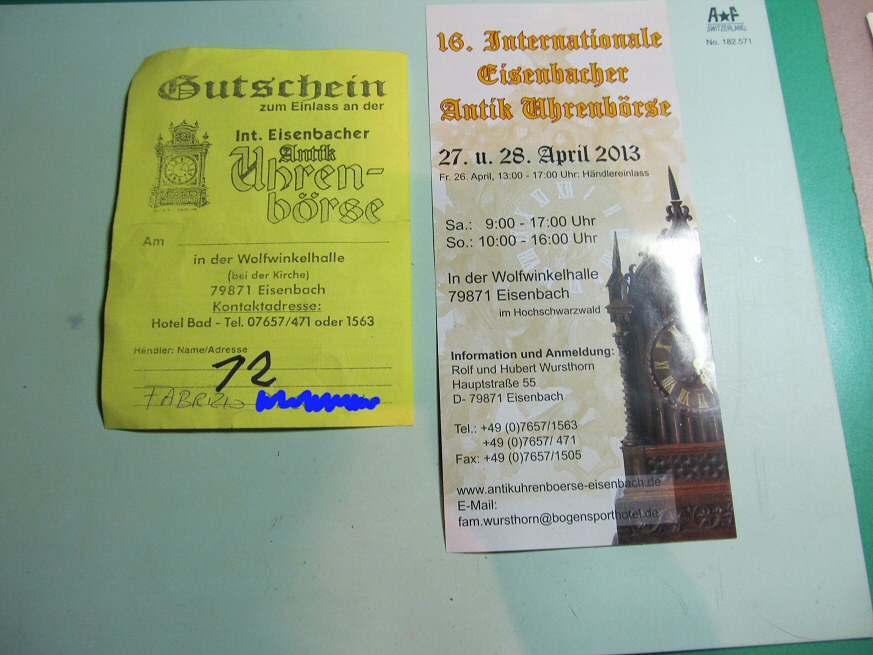 Gutschein
zum Einlass an der
Int. Eisenbacher
Antik
Uhren-
börse
Am
in der Wolfwinkelhalle
(bei der Kirche)
79871 Eisenbach
Kontaktadresse:
Hotel Bad - Tel. 07657/471 oder 1563
Händler: Name/Adresse
12
FABRIZIO
16. Internationale
Eisenbacher
Antik Uhrenbörse
27. u. 28. April 2013
Fr. 26. April, 13:00 - 17:00 Uhr: Händlereinlass
Sa.: 9:00 - 17:00 Uhr
So.: 10:00 - 16:00 Uhr
In der Wolfwinkelhalle
79871 Eisenbach
im Hochschwarzwald
Information und Anmeldung:
Rolf und Hubert Wursthorn
Hauptstraße 55
D- 79871 Eisenbach
Tel.: +49 (0)7657/1563
+49 (0)7657/ 471
Fax: +49 (0)7657/1505
www.antikuhrenboerse-eisenbach.de
E-Mail:
fam.wursthorn@bogensporthotel.de
A★F
SWITZERLAND
No. 182.571